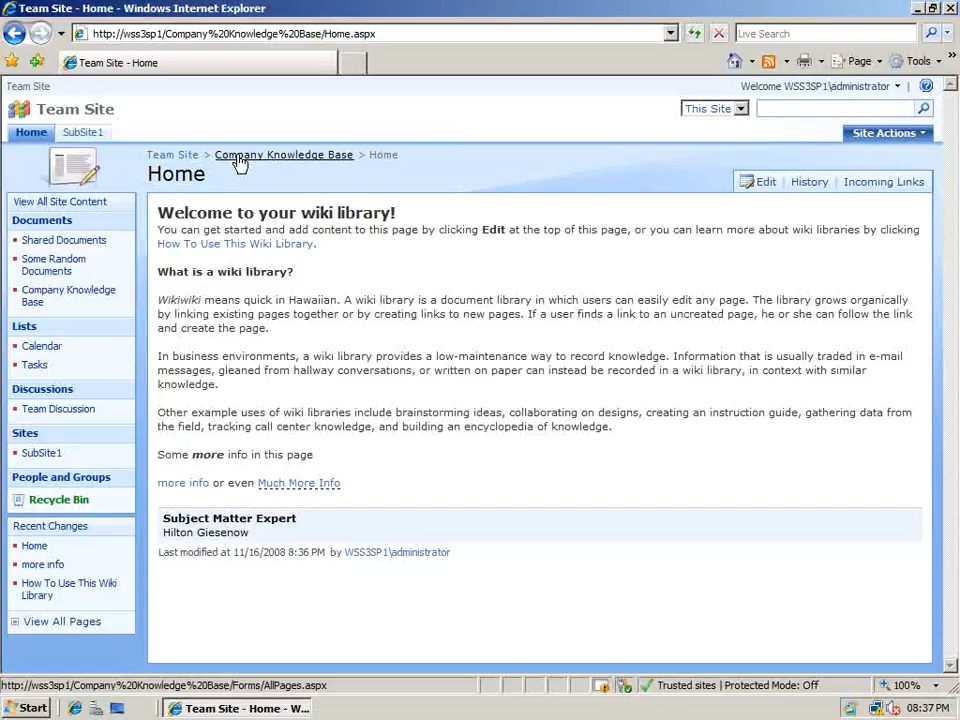 Team Site - Home - Windows Internet Explorer
http://wss3sp1/Company%20Knowledge%20Base/Home.aspx
Live Search
Team Site - Home
Page
Tools
»
Team Site
Welcome WSS3SP1\administrator
Team Site
This Site
Home
SubSite1
Site Actions
Team Site > Company Knowledge Base > Home
Home
Edit
History
Incoming Links
View All Site Content
Documents
Shared Documents
Some Random
Documents
Company Knowledge
Base
Lists
Calendar
Tasks
Discussions
Team Discussion
Sites
SubSite1
People and Groups
Recycle Bin
Recent Changes
Home
more info
How To Use This Wiki
Library
View All Pages
Welcome to your wiki library!
You can get started and add content to this page by clicking Edit at the top of this page, or you can learn more about wiki libraries by clicking
How To Use This Wiki Library.
What is a wiki library?
Wikiwiki means quick in Hawaiian. A wiki library is a document library in which users can easily edit any page. The library grows organically
by linking existing pages together or by creating links to new pages. If a user finds a link to an uncreated page, he or she can follow the link
and create the page.
In business environments, a wiki library provides a low-maintenance way to record knowledge. Information that is usually traded in e-mail
messages, gleaned from hallway conversations, or written on paper can instead be recorded in a wiki library, in context with similar
knowledge.
Other example uses of wiki libraries include brainstorming ideas, collaborating on designs, creating an instruction guide, gathering data from
the field, tracking call center knowledge, and building an encyclopedia of knowledge.
Some more info in this page
more info or even Much More Info
Subject Matter Expert
Hilton Giesenow
Last modified at 11/16/2008 8:36 PM by WSS3SP1\administrator
http://wss3sp1/Company%20Knowledge%20Base/Forms/AllPages.aspx
Trusted sites | Protected Mode: Off
100%
Start
Team Site - Home - W...
08:37 PM